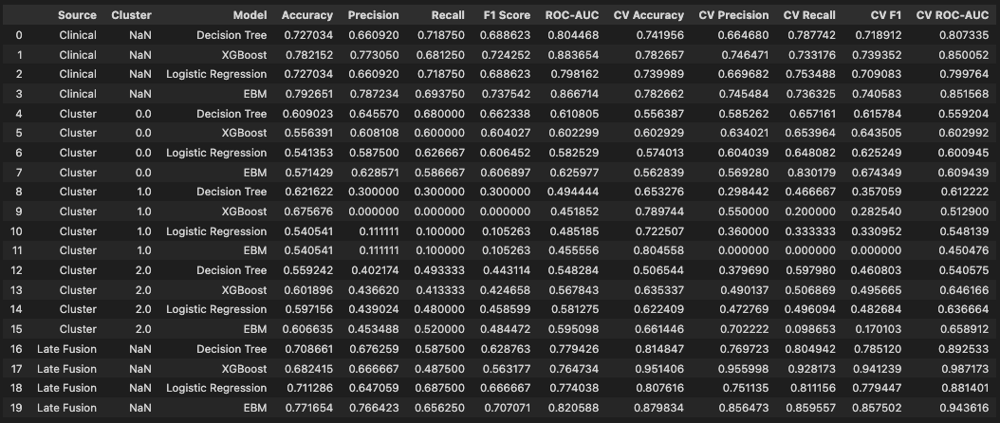 Source Cluster Model Accuracy Precision Recall F1 Score ROC-AUC CV Accuracy CV Precision CV Recall CV F1 CV ROC-AUC
0 Clinical NaN Decision Tree 0.727034 0.660920 0.718750 0.688623 0.804468 0.741956 0.664680 0.787742 0.718912 0.807335
1 Clinical NaN XGBoost 0.782152 0.773050 0.681250 0.724252 0.883654 0.782657 0.746471 0.733176 0.739352 0.850052
2 Clinical NaN Logistic Regression 0.727034 0.660920 0.718750 0.688623 0.798162 0.739989 0.669682 0.753488 0.709083 0.799764
3 Clinical NaN EBM 0.792651 0.787234 0.693750 0.737542 0.866714 0.782662 0.745484 0.736325 0.740583 0.851568
4 Cluster 0.0 Decision Tree 0.609023 0.645570 0.680000 0.662338 0.610805 0.556387 0.585262 0.657161 0.615784 0.559204
5 Cluster 0.0 XGBoost 0.556391 0.608108 0.600000 0.604027 0.602299 0.602929 0.634021 0.653964 0.643505 0.602992
6 Cluster 0.0 Logistic Regression 0.541353 0.587500 0.626667 0.606452 0.582529 0.574013 0.604039 0.648082 0.625249 0.600945
7 Cluster 0.0 EBM 0.571429 0.628571 0.586667 0.606897 0.625977 0.562839 0.569280 0.830179 0.674349 0.609439
8 Cluster 1.0 Decision Tree 0.621622 0.300000 0.300000 0.300000 0.494444 0.653276 0.298442 0.466667 0.357059 0.612222
9 Cluster 1.0 XGBoost 0.675676 0.000000 0.000000 0.000000 0.451852 0.789744 0.550000 0.200000 0.282540 0.512900
10 Cluster 1.0 Logistic Regression 0.540541 0.111111 0.100000 0.105263 0.485185 0.722507 0.360000 0.333333 0.330952 0.548139
11 Cluster 1.0 EBM 0.540541 0.111111 0.100000 0.105263 0.455556 0.804558 0.000000 0.000000 0.000000 0.450476
12 Cluster 2.0 Decision Tree 0.559242 0.402174 0.493333 0.443114 0.548284 0.506544 0.379690 0.597980 0.460803 0.540575
13 Cluster 2.0 XGBoost 0.601896 0.436620 0.413333 0.424658 0.567843 0.635337 0.490137 0.506869 0.495665 0.646166
14 Cluster 2.0 Logistic Regression 0.597156 0.439024 0.480000 0.458599 0.581275 0.622409 0.472769 0.496094 0.482684 0.636664
15 Cluster 2.0 EBM 0.606635 0.453488 0.520000 0.484472 0.595098 0.661446 0.702222 0.098653 0.170103 0.658912
16 Late Fusion NaN Decision Tree 0.708661 0.676259 0.587500 0.628763 0.779426 0.814847 0.769723 0.804942 0.785120 0.892533
17 Late Fusion NaN XGBoost 0.682415 0.666667 0.487500 0.563177 0.764734 0.951406 0.955998 0.928173 0.941239 0.987173
18 Late Fusion NaN Logistic Regression 0.711286 0.647059 0.687500 0.666667 0.774038 0.807616 0.751135 0.811156 0.779447 0.881401
19 Late Fusion NaN EBM 0.771654 0.766423 0.656250 0.707071 0.820588 0.879834 0.856473 0.859557 0.857502 0.943616